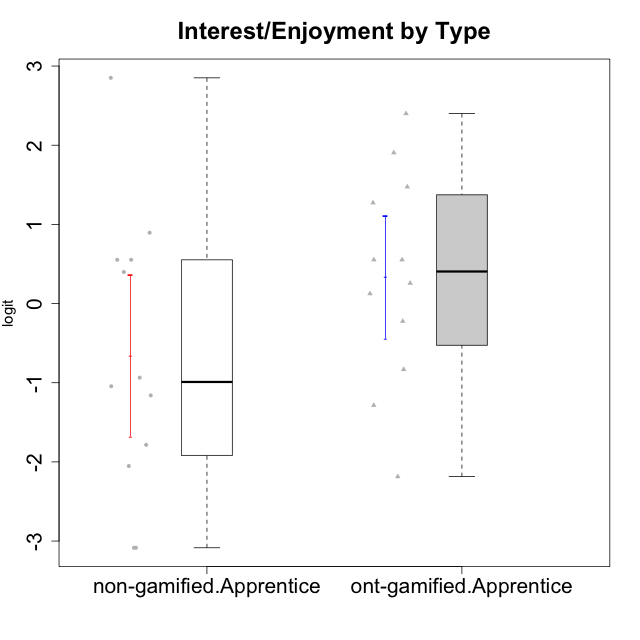 Interest/Enjoyment by Type
3
2
1
0
-1
-2
-3
logit
non-gamified.Apprentice
ont-gamified.Apprentice